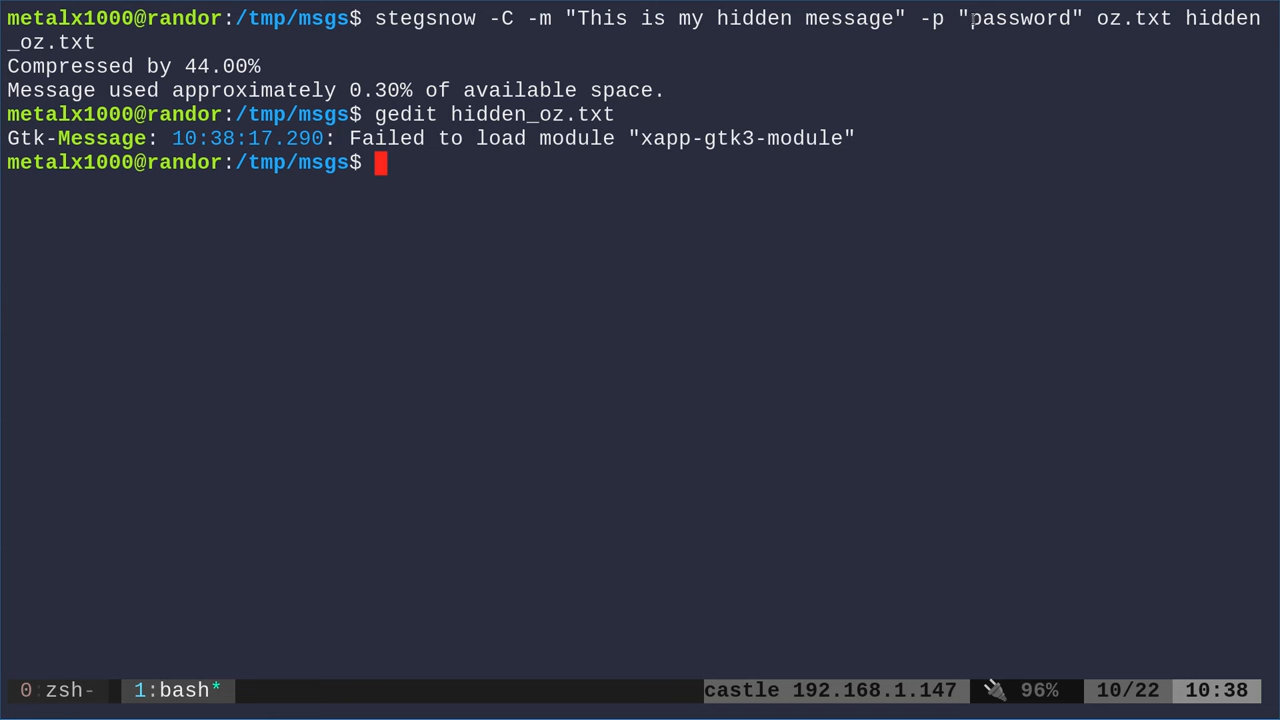 metalx1000@randor:/tmp/msgs$ stegsnow -C -m "This is my hidden message" -p "password" oz.txt hidden
_oz.txt
Compressed by 44.00%
Message used approximately 0.30% of available space.
metalx1000@randor:/tmp/msgs$ gedit hidden_oz.txt
Gtk-Message: 10:38:17.290: Failed to load module "xapp-gtk3-module"
metalx1000@randor:/tmp/msgs$
0:zsh- 1:bash* castle 192.168.1.147 🔌 96% 10/22 10:38